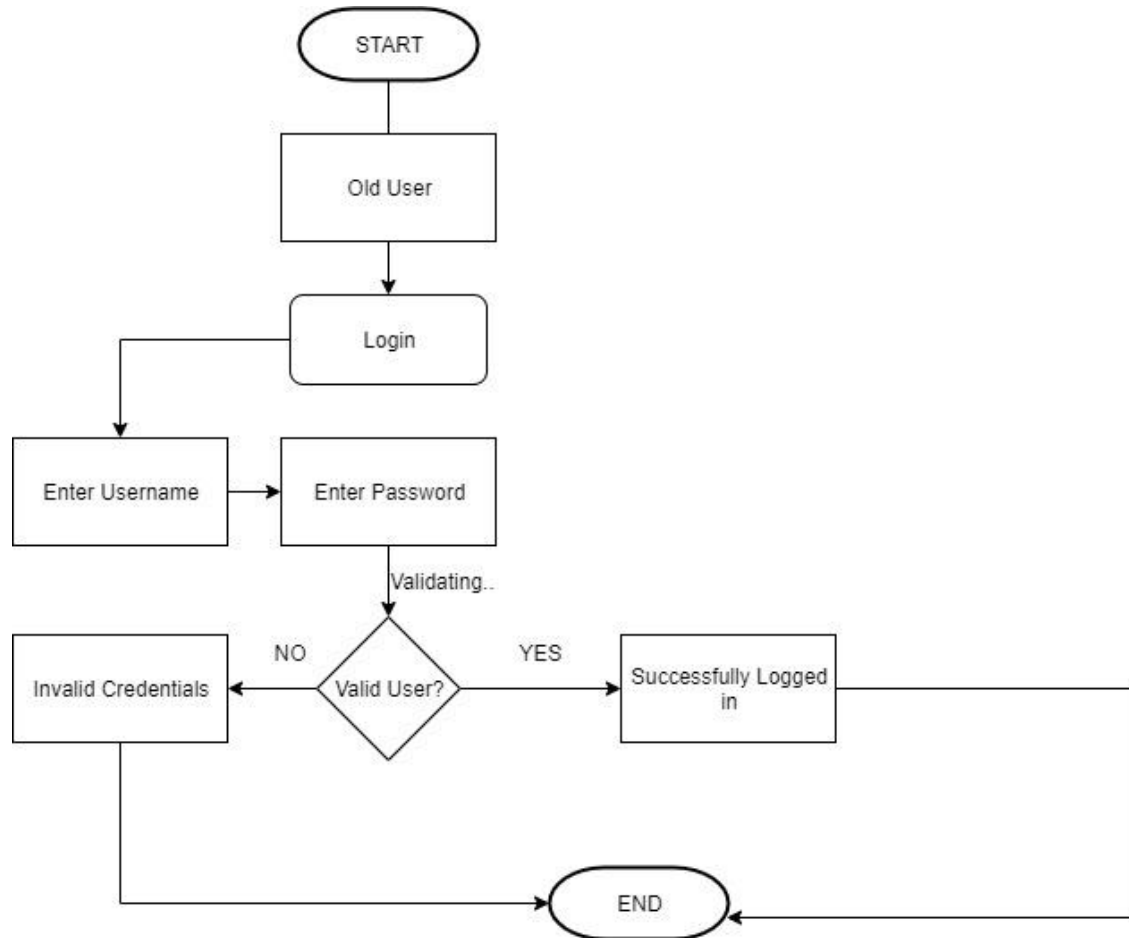 START
Old User
Login
Enter Username
Enter Password
Validating..
NO
YES
Invalid Credentials
Valid User?
Successfully Logged
in
END